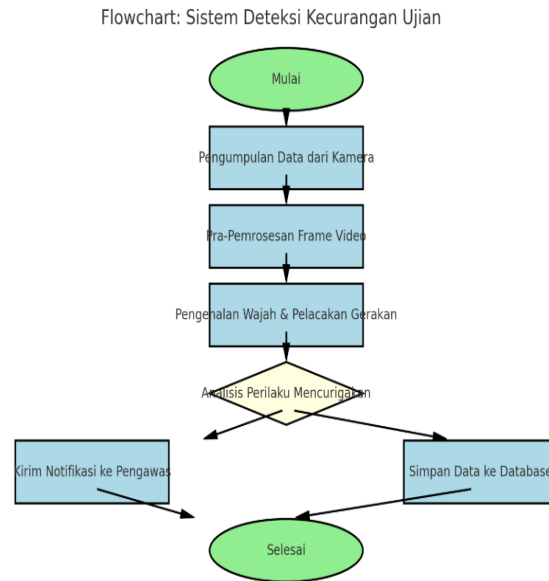 Flowchart: Sistem Deteksi Kecurangan Ujian
Mulai
Pengumpulan Data dari Kamera
Pra-Pemrosesan Frame Video
Pengenalan Wajah & Pelacakan Gerakan
Analisis Perilaku Mencurigakan
Kirim Notifikasi ke Pengawas
Simpan Data ke Database
Selesai